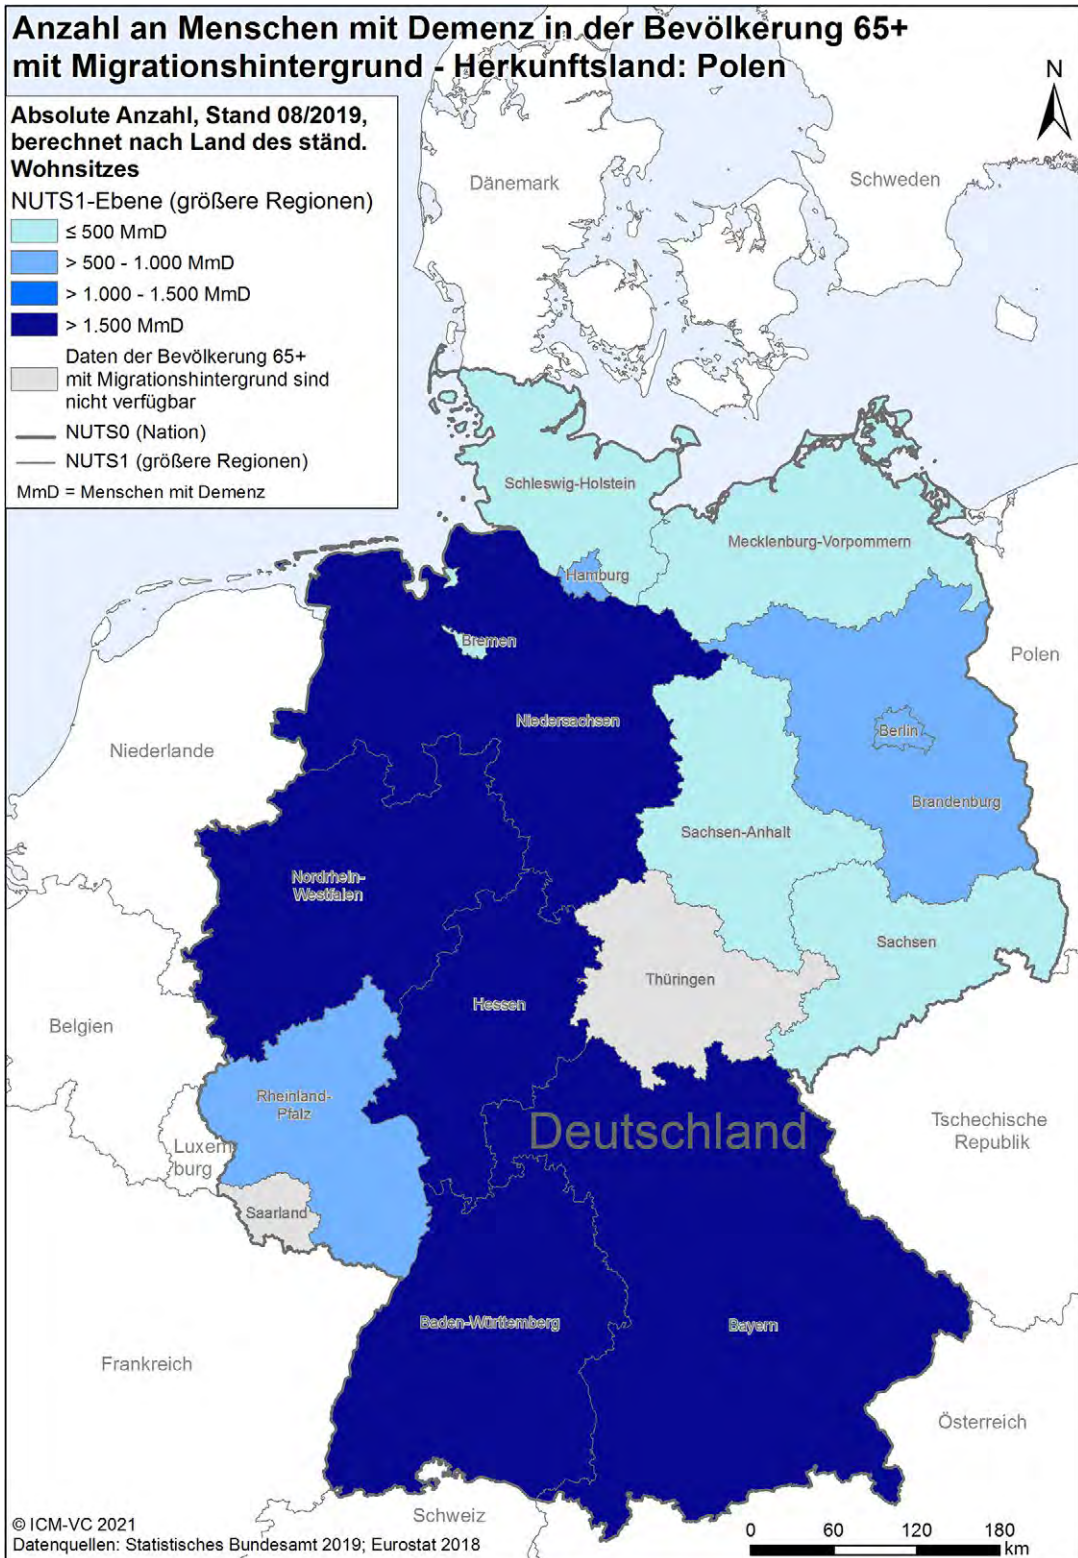 Anzahl an Menschen mit Demenz in der Bevölkerung 65+
mit Migrationshintergrund - Herkunftsland: Polen
Absolute Anzahl, Stand 08/2019,
berechnet nach Land des ständ.
Wohnsitzes
NUTS1-Ebene (größere Regionen)
≤ 500 MmD
> 500 - 1.000 MmD
> 1.000 - 1.500 MmD
> 1.500 MmD
Daten der Bevölkerung 65+
mit Migrationshintergrund sind
nicht verfügbar
NUTS0 (Nation)
NUTS1 (größere Regionen)
MmD = Menschen mit Demenz
N
Dänemark
Schweden
Schleswig-Holstein
Mecklenburg-Vorpommern
Hamburg
Bremen
Polen
Niedersachsen
Berlin
Niederlande
Brandenburg
Sachsen-Anhalt
Nordrhein-
Westfalen
Sachsen
Thüringen
Hessen
Belgien
Rheinland-
Pfalz
Deutschland
Tschechische
Republik
Luxem
burg
Saarland
Baden-Württemberg
Bayern
Frankreich
Österreich
Schweiz
© ICM-VC 2021
Datenquellen: Statistisches Bundesamt 2019; Eurostat 2018
0 60 120 180
km